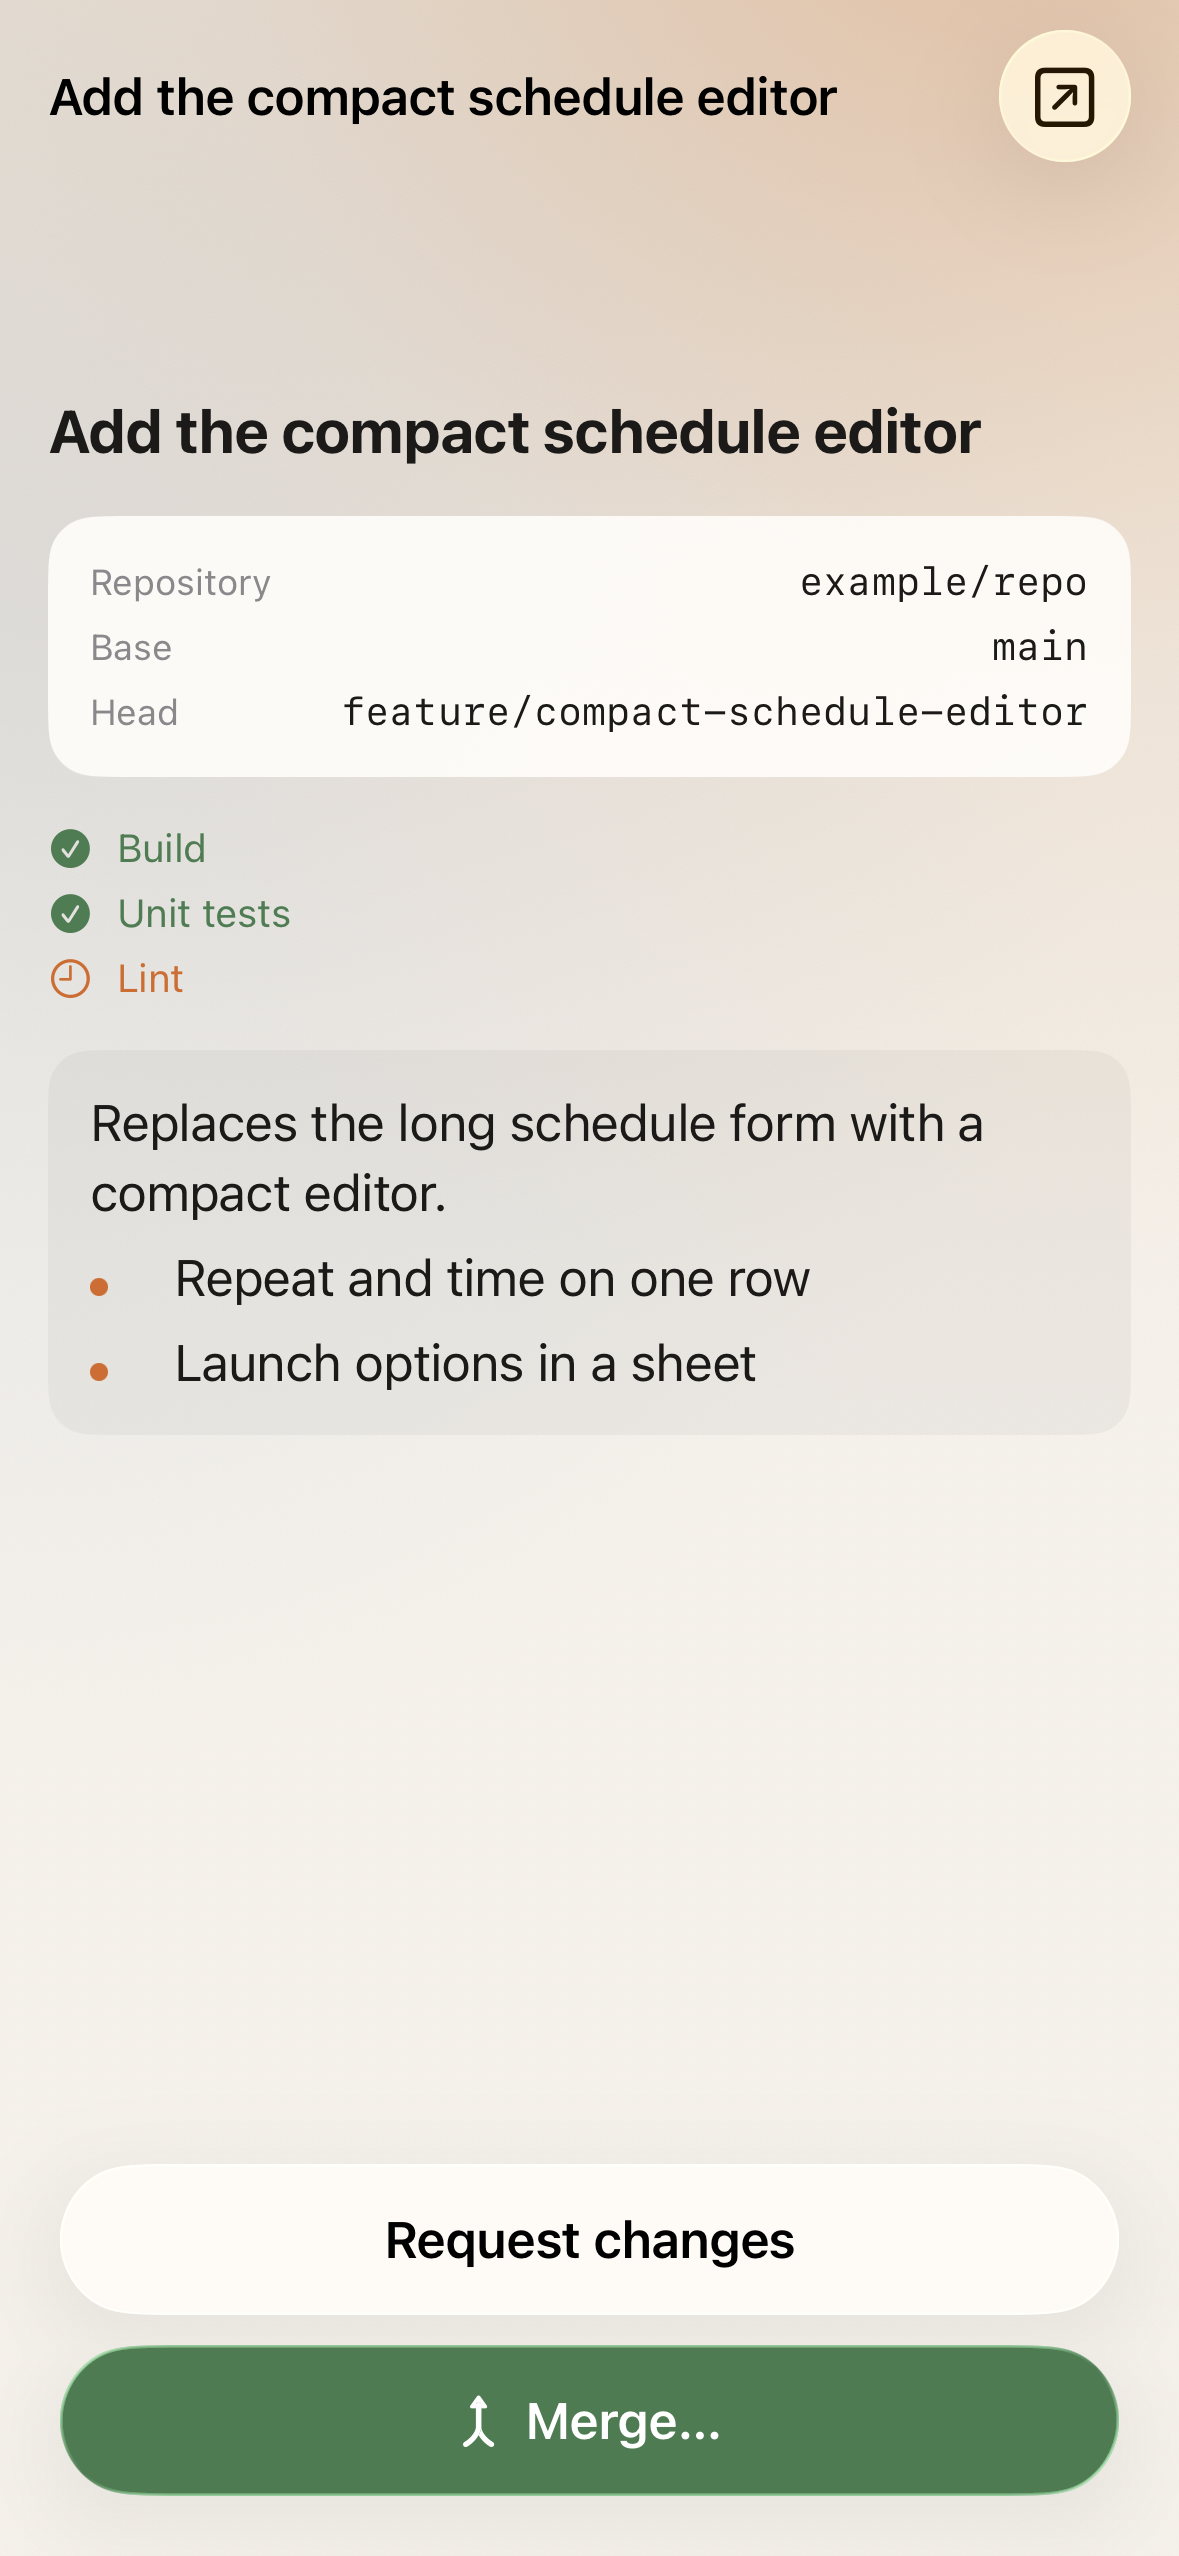 Add the compact schedule editor
Add the compact schedule editor
Repository example/repo
Base main
Head feature/compact-schedule-editor
Build
Unit tests
Lint
Replaces the long schedule form with a
compact editor.
Repeat and time on one row
Launch options in a sheet
Request changes
Merge...